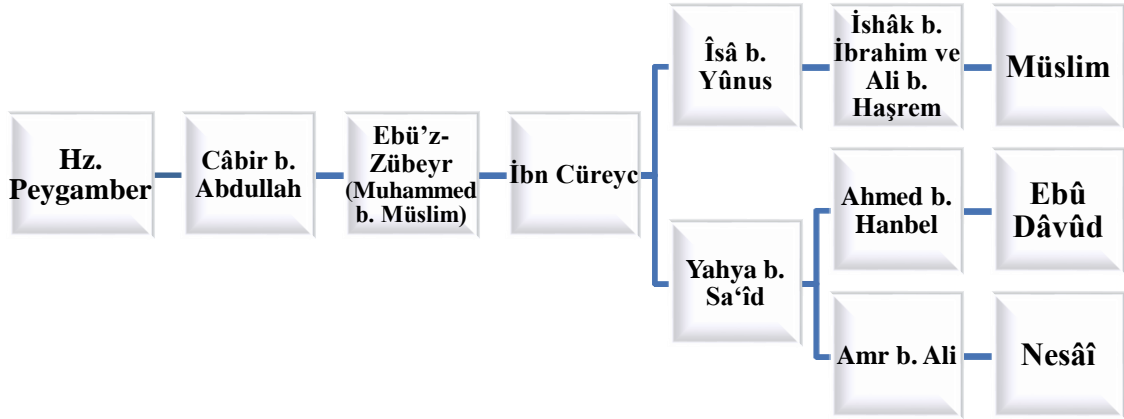 Hz.
Peygamber
Câbir b.
Abdullah
Ebü’z-
Zübeyr
(Muhammed
b. Müslim)
İbn Cüreyc
Îsâ b.
Yûnus
İshâk b.
İbrahim ve
Ali b.
Haşrem
Müslim
Yahya b.
Sa‘îd
Ahmed b.
Hanbel
Ebû
Dâvûd
Amr b. Ali
Nesâî